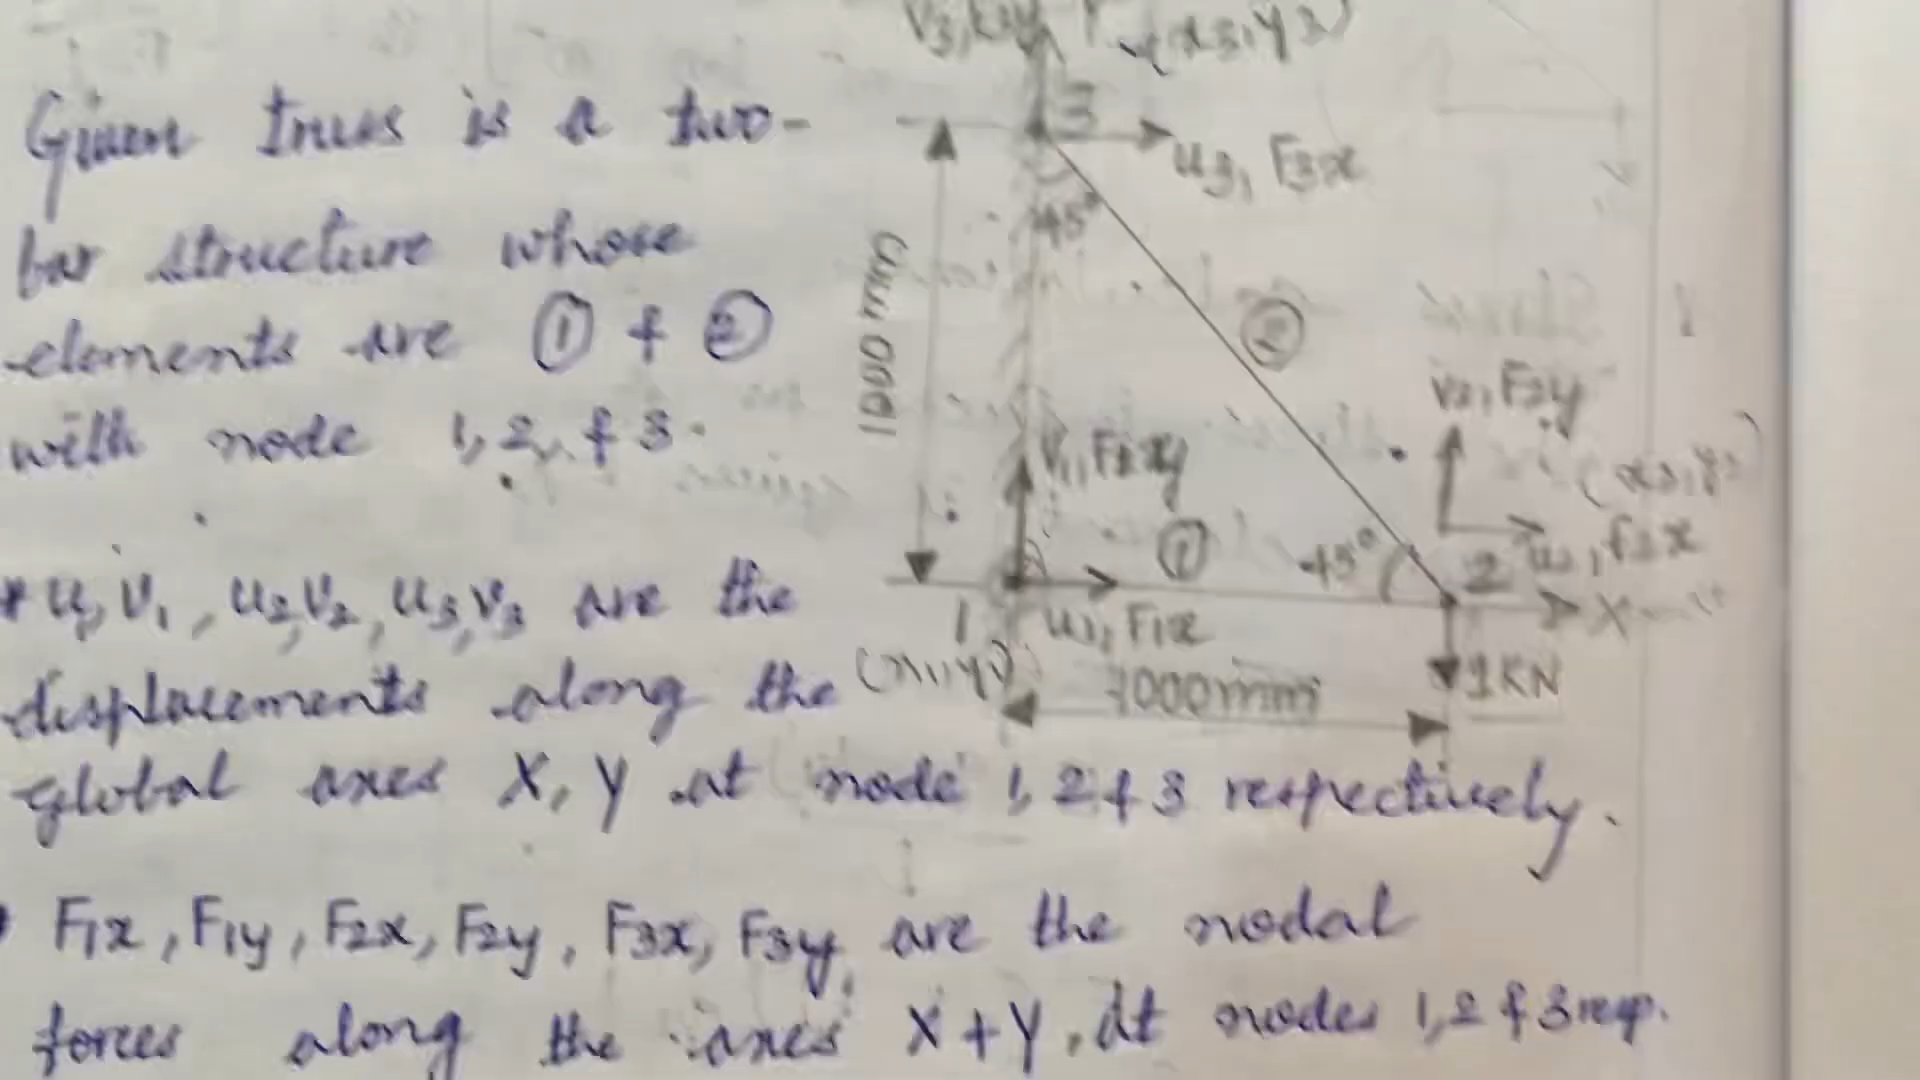 Given truss is a two-
bar structure whose
elements are ① & ②
with node 1, 2, & 3.
* u1, v1, u2, v2, u3, v3 are the
displacements along the
global axes X, Y at node 1, 2 & 3 respectively.
F1x, F1y, F2x, F2y, F3x, F3y, are the nodal
forces along the axes X + Y, at nodes 1, 2 & 3 resp.
(x3, y3)
3
u3, F3x
45°
1000 mm
②
v2, F2y
①
45°
2
X
1
u1, F1x
1000mm
1KN